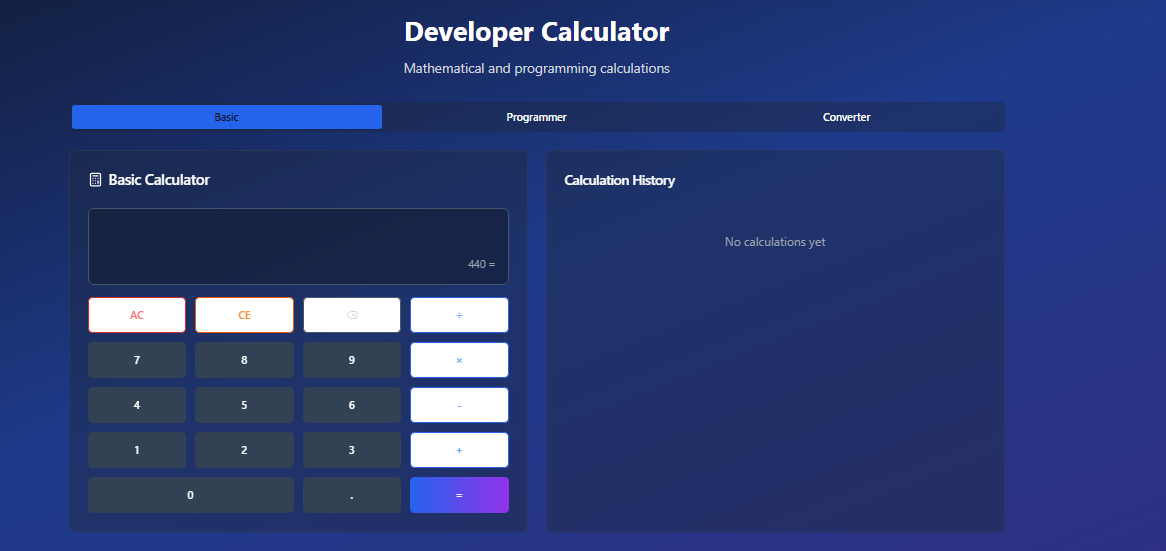 Developer Calculator
Mathematical and programming calculations
Basic Programmer Converter
Basic Calculator
440 =
AC CE ÷
7 8 9 ×
4 5 6 -
1 2 3 +
0 . =
Calculation History
No calculations yet